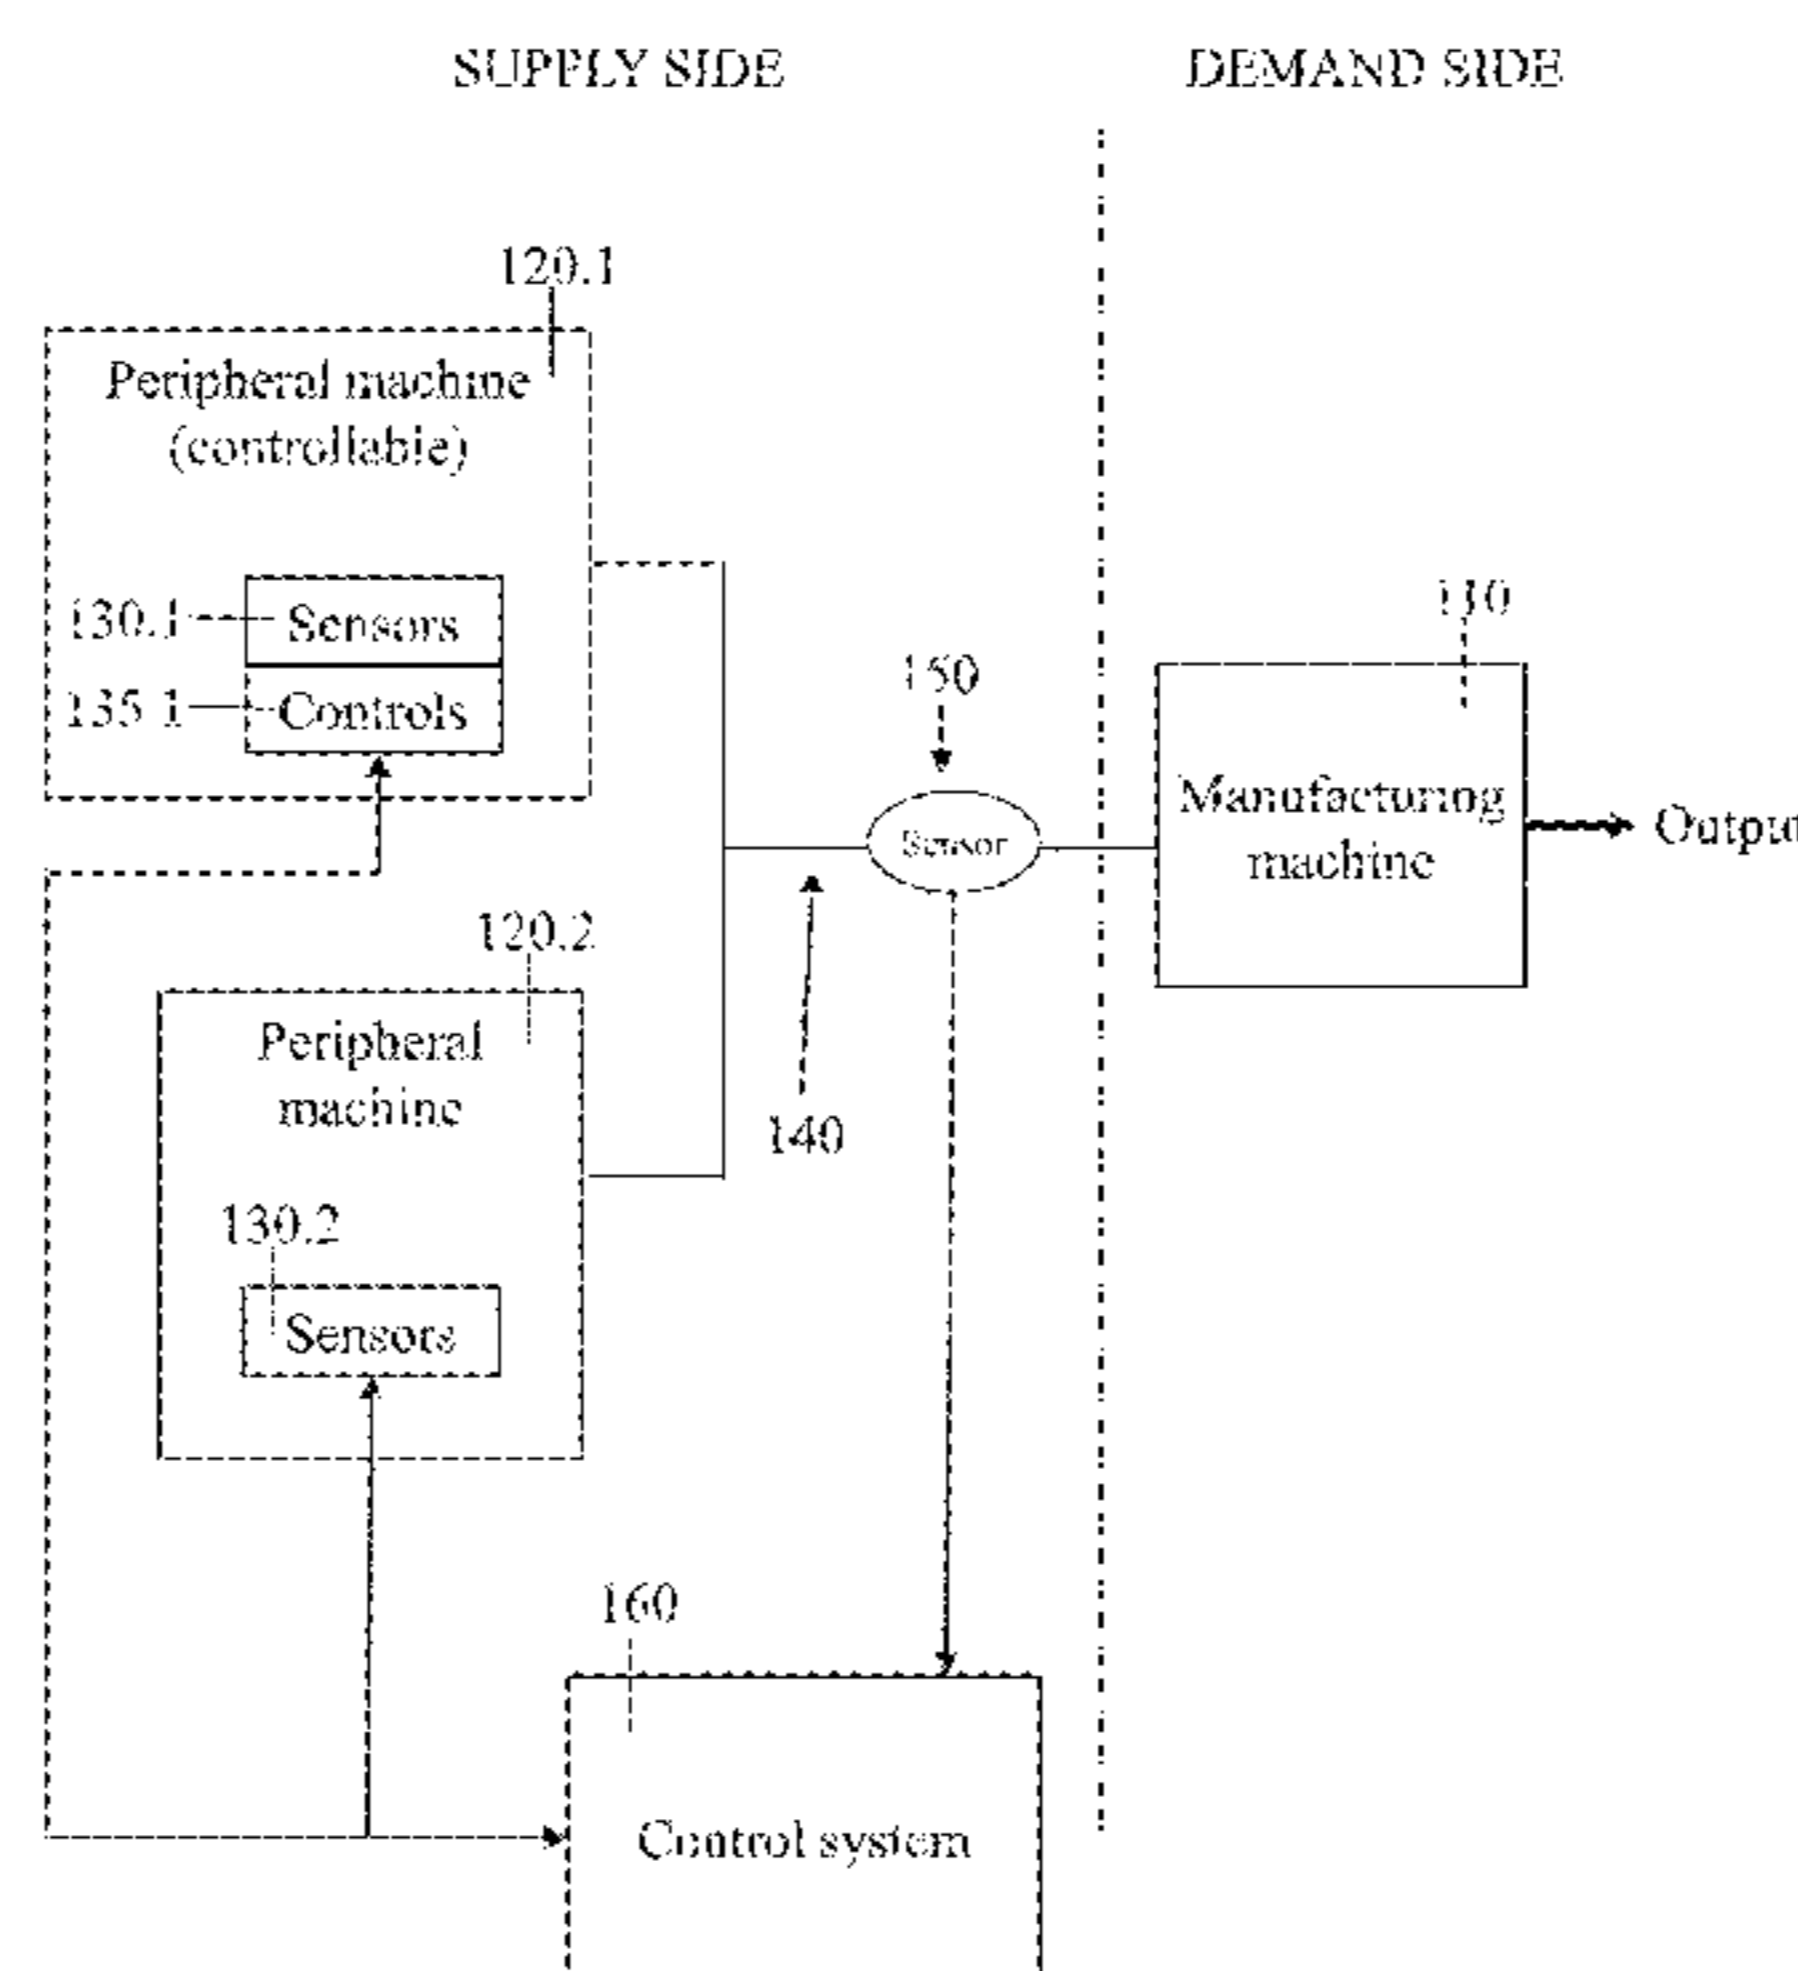 SUPPLY SIDE
DEMAND SIDE
120.1
Peripheral machine
(controllable)
130.1
Sensors
135.1
Controls
150
Sensor
110
Manufacturing
machine
Output
120.2
Peripheral
machine
140
130.2
Sensors
160
Control system